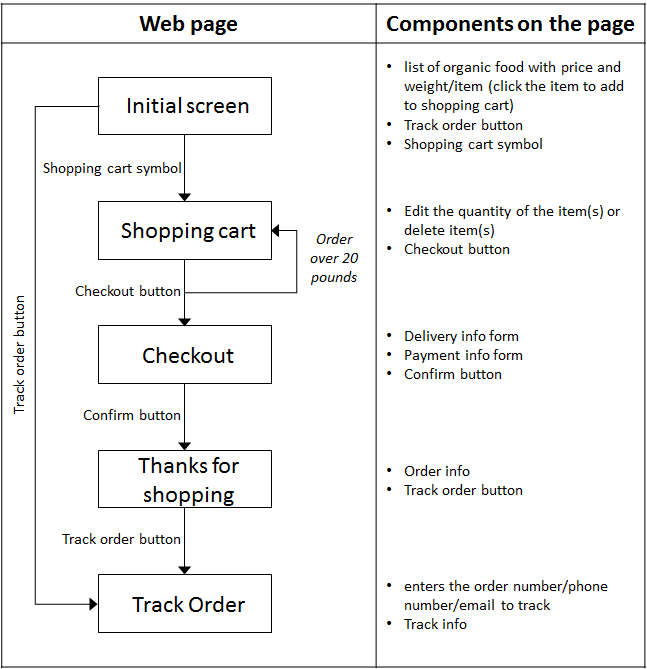 Web page
Components on the page
Initial screen
• list of organic food with price and
weight/item (click the item to add
to shopping cart)
• Track order button
• Shopping cart symbol
Shopping cart symbol
Shopping cart
• Edit the quantity of the item(s) or
delete item(s)
• Checkout button
Order
over 20
pounds
Checkout button
Track order button
Checkout
• Delivery info form
• Payment info form
• Confirm button
Confirm button
Thanks for
shopping
• Order info
• Track order button
Track order button
Track Order
• enters the order number/phone
number/email to track
• Track info